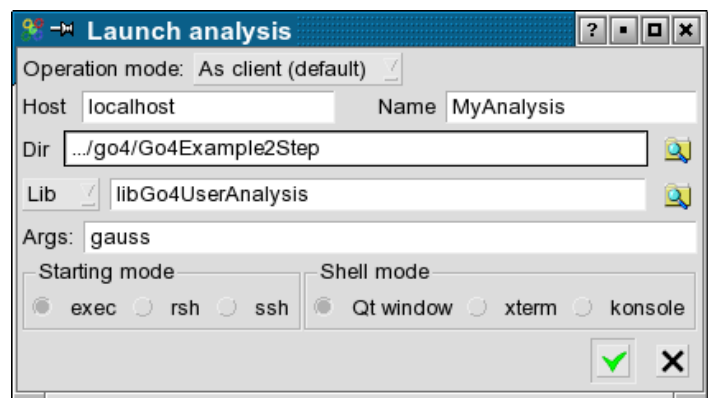 Launch analysis ?
Operation mode: As client (default)
Host localhost Name MyAnalysis
Dir .../go4/Go4Example2Step
Lib libGo4UserAnalysis
Args: gauss
Starting mode Shell mode
exec rsh ssh Qt window xterm konsole